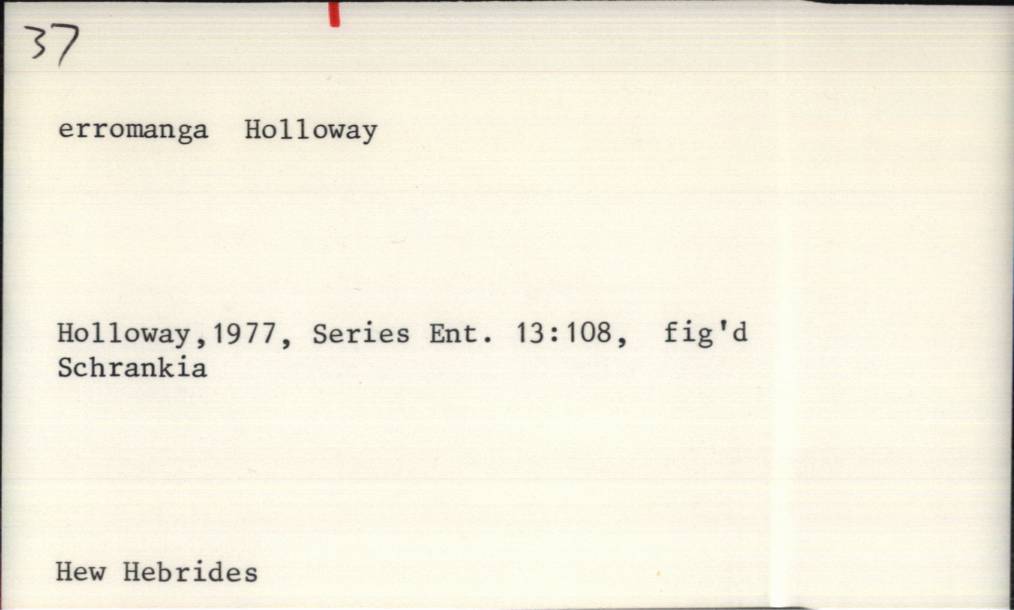 37
erromanga Holloway
Holloway,1977, Series Ent. 13:108, fig'd
Schrankia
Hew Hebrides